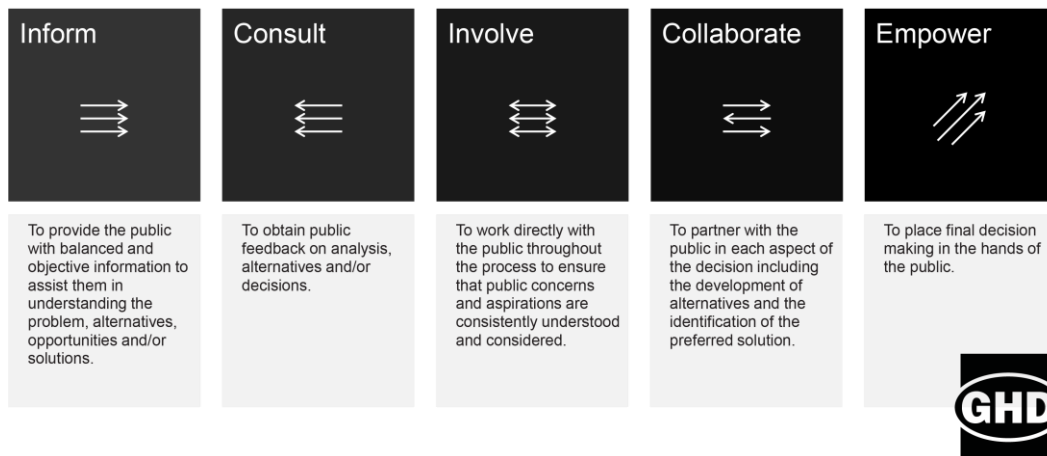 Inform
To provide the public
with balanced and
objective information to
assist them in
understanding the
problem, alternatives,
opportunities and/or
solutions.
Consult
To obtain public
feedback on analysis,
alternatives and/or
decisions.
Involve
To work directly with
the public throughout
the process to ensure
that public concerns
and aspirations are
consistently understood
and considered.
Collaborate
To partner with the
public in each aspect of
the decision including
the development of
alternatives and the
identification of the
preferred solution.
Empower
To place final decision
making in the hands of
the public.
GHD